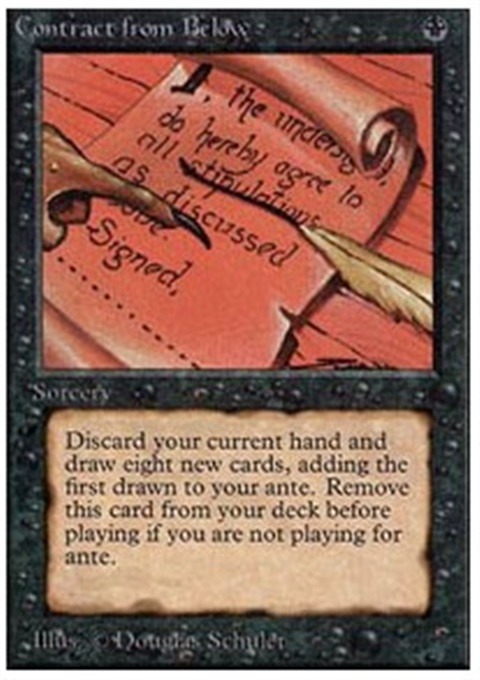 Contract from Below
I, the undersig
do hereby agree to
all stipulations
as discussed
Signed,
Sorcery
Discard your current hand and
draw eight new cards, adding the
first drawn to your ante. Remove
this card from your deck before
playing if you are not playing for
ante.
Illus. © Douglas Schuler